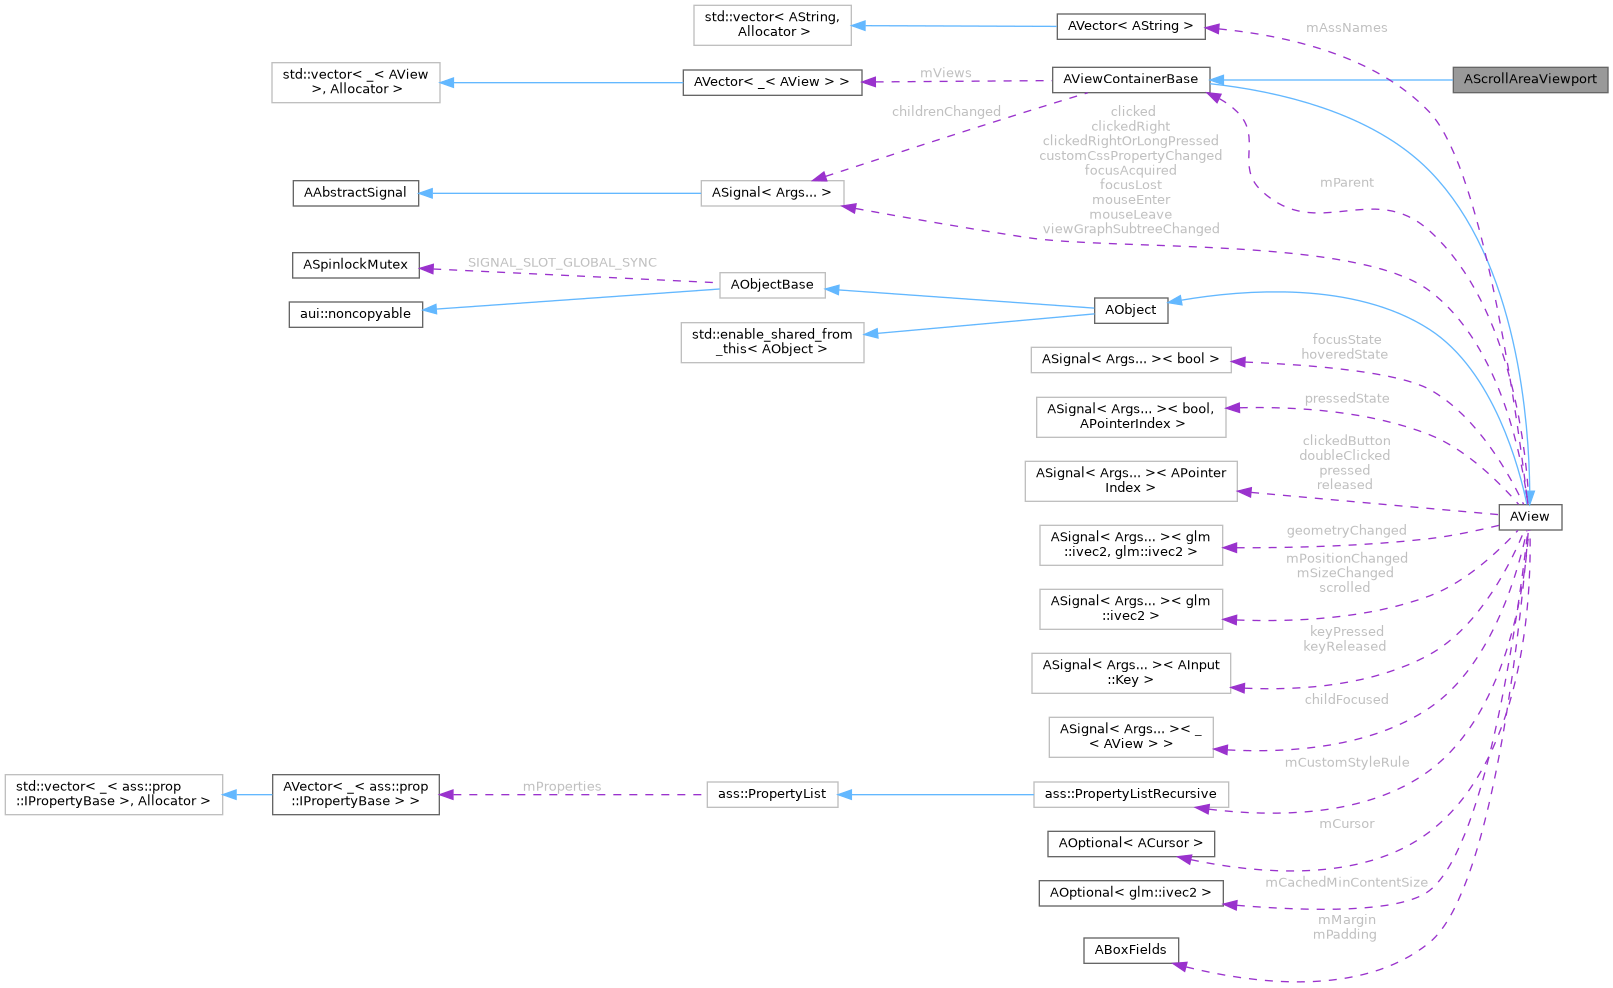 std::vector< AString,
Allocator >
AVector< AString >
mAssNames
std::vector< _< AView
>, Allocator >
AVector< _< AView > >
mViews
AViewContainerBase
AScrollAreaViewport
childrenChanged
clicked
clickedRight
clickedRightOrLongPressed
customCssPropertyChanged
focusAcquired
focusLost
mouseEnter
mouseLeave
viewGraphSubtreeChanged
mParent
AAbstractSignal
ASignal< Args... >
ASpinlockMutex
SIGNAL_SLOT_GLOBAL_SYNC
AObjectBase
aui::noncopyable
AObject
std::enable_shared_from
_this< AObject >
ASignal< Args... >< bool >
focusState
hoveredState
ASignal< Args... >< bool,
APointerIndex >
pressedState
ASignal< Args... >< APointer
Index >
clickedButton
doubleClicked
pressed
released
AView
ASignal< Args... >< glm
::ivec2, glm::ivec2 >
geometryChanged
ASignal< Args... >< glm
::ivec2 >
mPositionChanged
mSizeChanged
scrolled
ASignal< Args... >< AInput
::Key >
keyPressed
keyReleased
ASignal< Args... >< _
< AView > >
childFocused
std::vector< _< ass::prop
::IPropertyBase >, Allocator >
AVector< _< ass::prop
::IPropertyBase > >
mProperties
ass::PropertyList
ass::PropertyListRecursive
mCustomStyleRule
AOptional< ACursor >
mCursor
AOptional< glm::ivec2 >
mCachedMinContentSize
ABoxFields
mMargin
mPadding